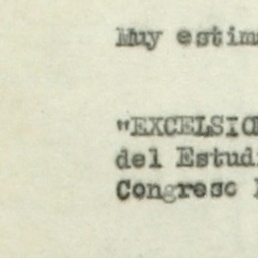 Muy estim
"EXCELSIO
del Estud
Congreso